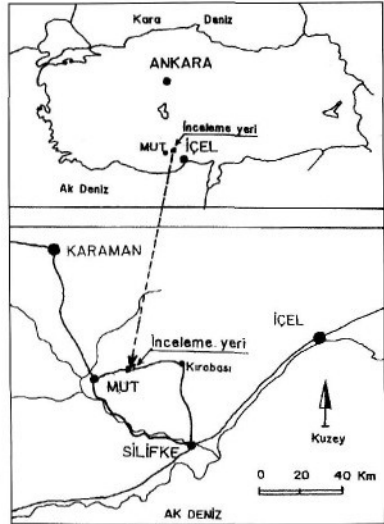 Kara Deniz
ANKARA
İnceleme yeri
MUT İÇEL
Ak Deniz
KARAMAN
İÇEL
İnceleme yeri
Kırobası
MUT
Kuzey
SİLİFKE
0 20 40 Km
AK DENİZ